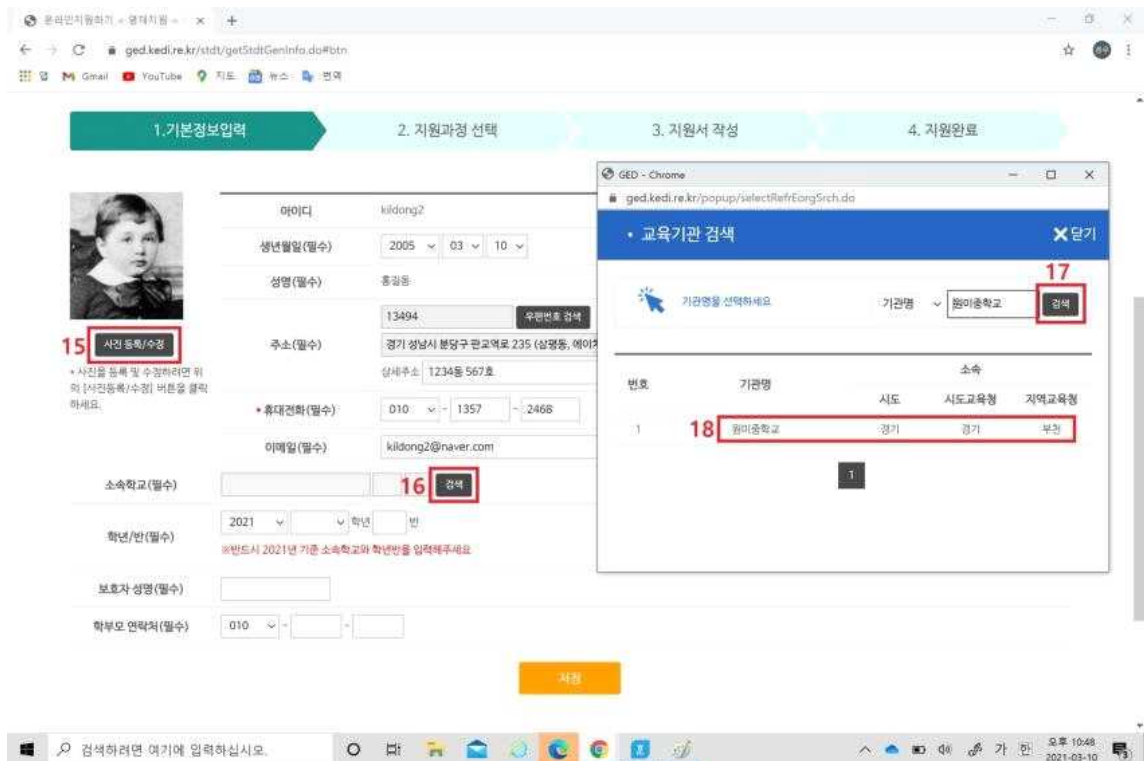 온라인지원하기 « 영재지원 «
ged.kedi.re.kr/stdt/getStdtGenInfo.do#btn
앱 Gmail YouTube 지도 뉴스 번역
1.기본정보입력 2. 지원과정 선택 3. 지원서 작성 4. 지원완료
아이디 kildong2
생년월일(필수) 2005 03 10
성명(필수) 홍길동
주소(필수) 13494 우편번호 검색
경기 성남시 분당구 판교역로 235 (삼평동, 에이치
상세주소 1234동 567호
15 사진 등록/수정
* 사진을 등록 및 수정하려면 위
의 [사진등록/수정] 버튼을 클릭
하세요.
* 휴대전화(필수) 010 - 1357 - 2468
이메일(필수) kildong2@naver.com
소속학교(필수) 16 검색
학년/반(필수) 2021 학년 반
※반드시 2021년 기준 소속학교와 학년반을 입력해주세요
보호자 성명(필수)
학부모 연락처(필수) 010 - -
저장
GED - Chrome
ged.kedi.re.kr/popup/selectRefrEorgSrch.do
• 교육기관 검색 닫기
17
기관명을 선택하세요 기관명 원미중학교 검색
번호 기관명 소속
시도 시도교육청 지역교육청
1 18 원미중학교 경기 경기 부천
1
검색하려면 여기에 입력하십시오.
가 한 오후 10:48
2021-03-10